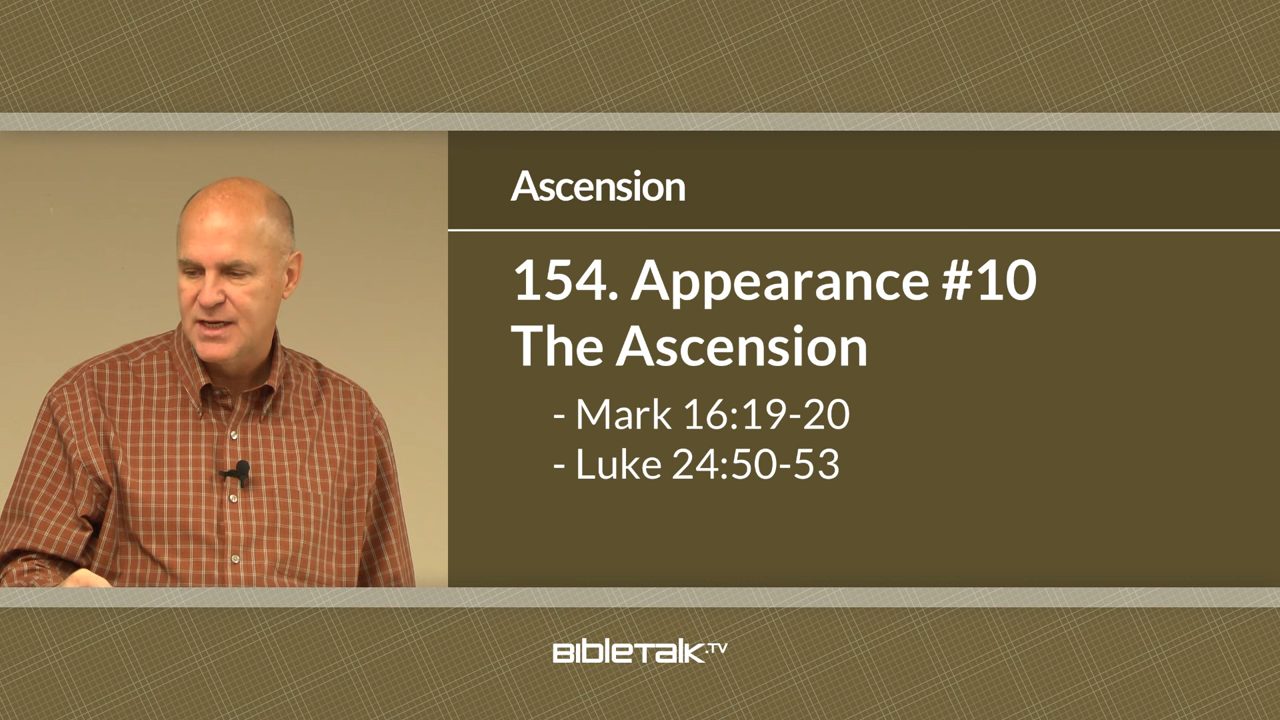 Ascension
154. Appearance #10
The Ascension
- Mark 16:19-20
- Luke 24:50-53
BIBLETALK.TV